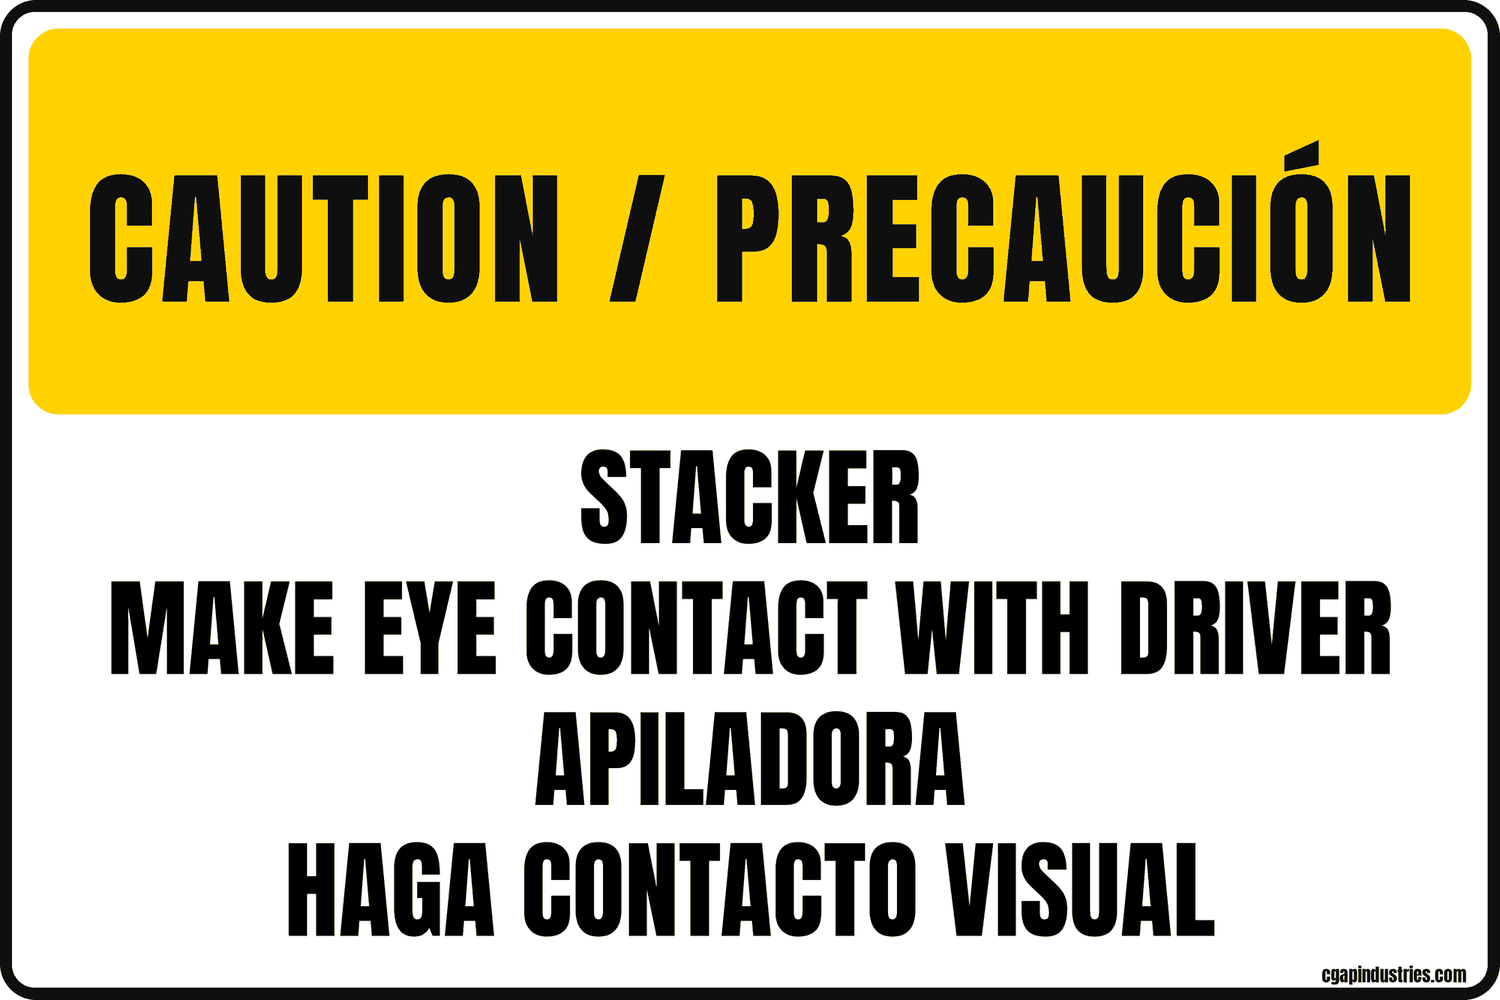 CAUTION / PRECAUCIÓN
STACKER
MAKE EYE CONTACT WITH DRIVER
APILADORA
HAGA CONTACTO VISUAL
cgapindustries.com